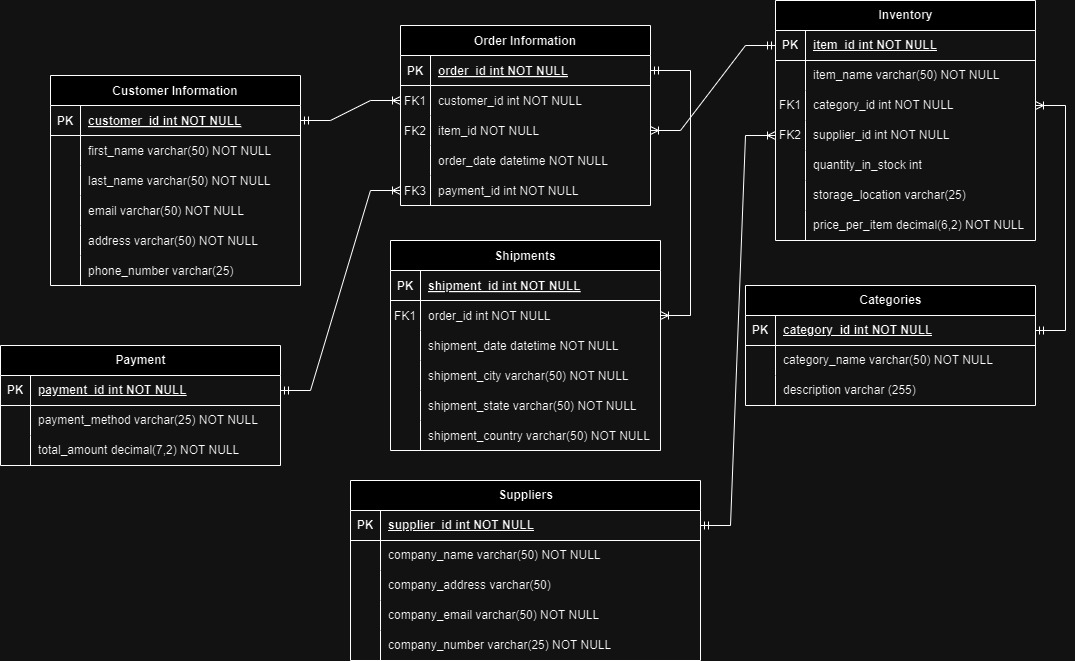 Customer Information
PK customer_id int NOT NULL
first_name varchar(50) NOT NULL
last_name varchar(50) NOT NULL
email varchar(50) NOT NULL
address varchar(50) NOT NULL
phone_number varchar(25)
Order Information
PK order_id int NOT NULL
FK1 customer_id int NOT NULL
FK2 item_id NOT NULL
order_date datetime NOT NULL
FK3 payment_id int NOT NULL
Inventory
PK item_id int NOT NULL
item_name varchar(50) NOT NULL
FK1 category_id int NOT NULL
FK2 supplier_id int NOT NULL
quantity_in_stock int
storage_location varchar(25)
price_per_item decimal(6,2) NOT NULL
Shipments
PK shipment_id int NOT NULL
FK1 order_id int NOT NULL
shipment_date datetime NOT NULL
shipment_city varchar(50) NOT NULL
shipment_state varchar(50) NOT NULL
shipment_country varchar(50) NOT NULL
Categories
PK category_id int NOT NULL
category_name varchar(50) NOT NULL
description varchar (255)
Payment
PK payment_id int NOT NULL
payment_method varchar(25) NOT NULL
total_amount decimal(7,2) NOT NULL
Suppliers
PK supplier_id int NOT NULL
company_name varchar(50) NOT NULL
company_address varchar(50)
company_email varchar(50) NOT NULL
company_number varchar(25) NOT NULL